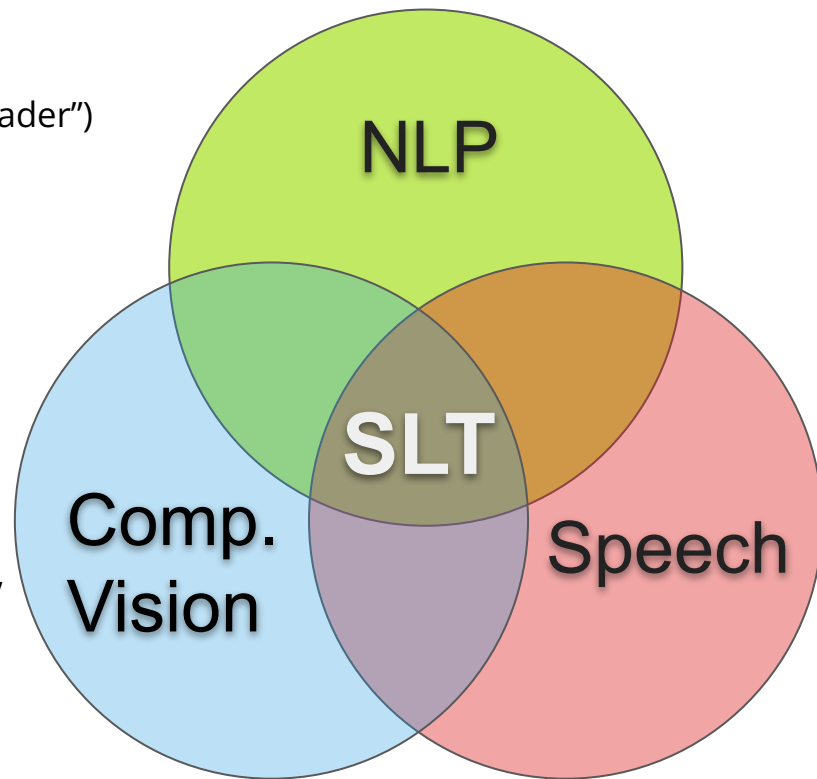 ader”)
NLP
SLT
Comp.
Vision
Speech